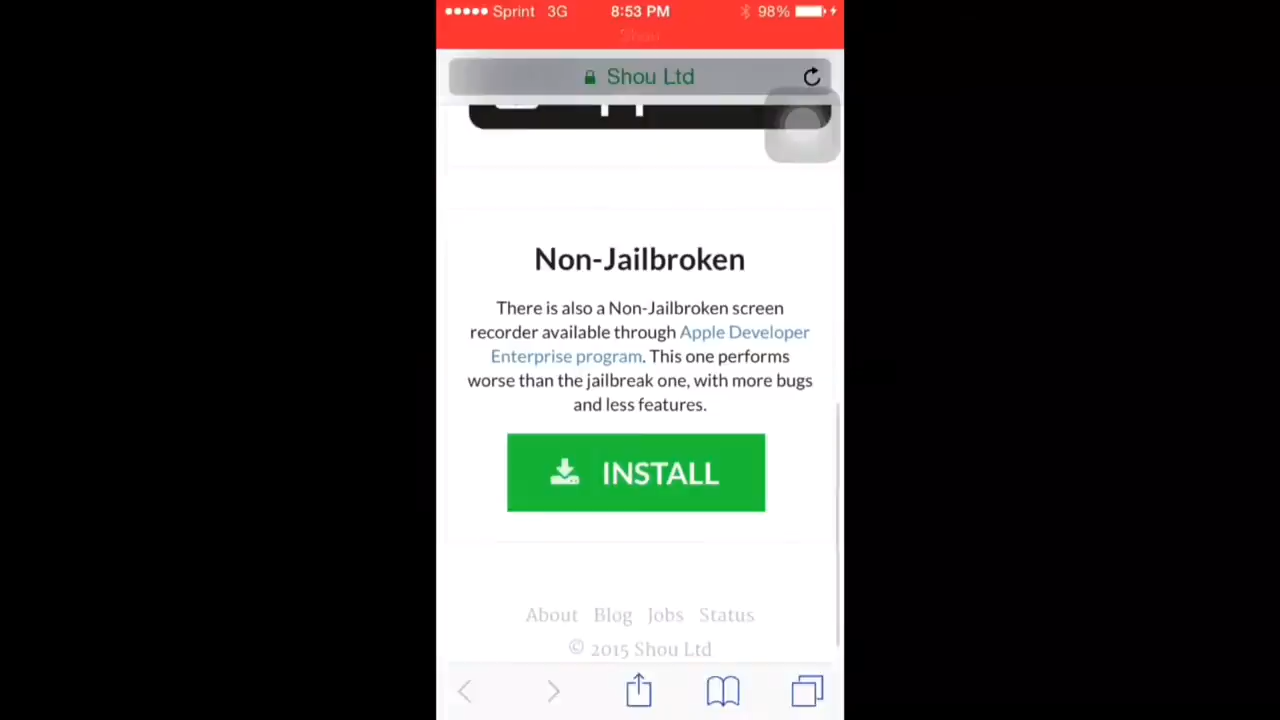 Sprint 3G 8:53 PM 98%
Shou
Shou Ltd
Non-Jailbroken
There is also a Non-Jailbroken screen
recorder available through Apple Developer
Enterprise program. This one performs
worse than the jailbreak one, with more bugs
and less features.
INSTALL
About Blog Jobs Status
© 2015 Shou Ltd